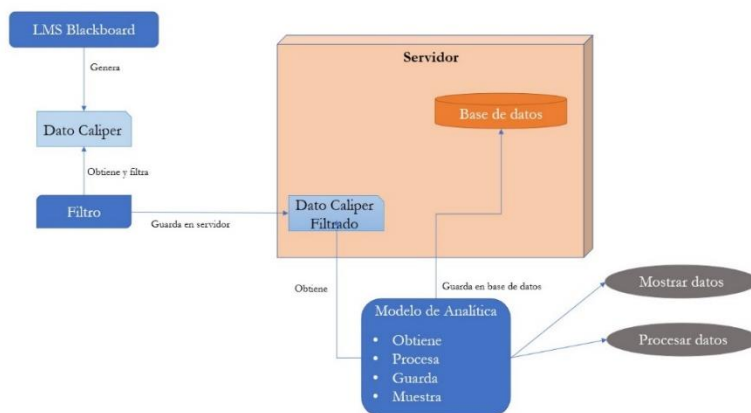 LMS Blackboard
Genera
Servidor
Base de datos
Dato Caliper
Obtiene y filtra
Filtro
Guarda en servidor
Dato Caliper
Filtrado
Obtiene
Guarda en base de datos
Mostrar datos
Modelo de Analítica
• Obtiene
• Procesa
• Guarda
• Muestra
Procesar datos